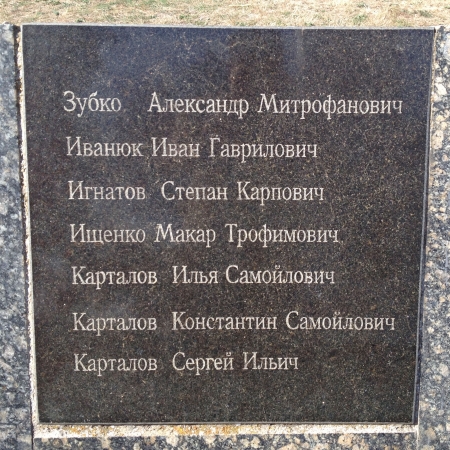 Зубко Александр Митрофанович
Иванюк Иван Гаврилович
Игнатов Степан Карпович
Ищенко Макар Трофимович
Карталов Илья Самойлович
Карталов Константин Самойлович
Карталов Сергей Ильич